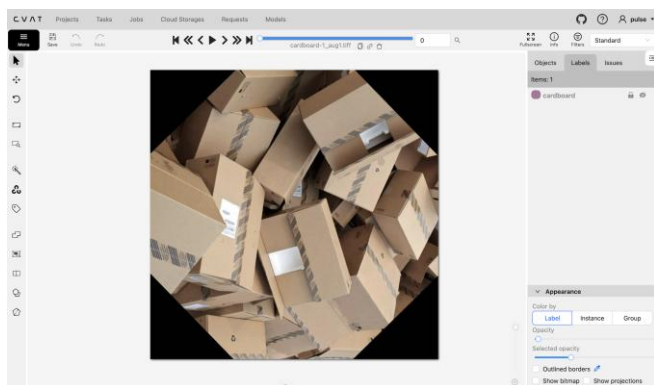 CVAT
Projects
Tasks
Jobs
Cloud Storages
Requests
Models
pulse
Menu
Save
Undo
Redo
cardboard-1_aug1.tiff
0
Fullscreen
Info
Filters
Standard
Objects
Labels
Issues
Items: 1
cardboard
Appearance
Color by
Label
Instance
Group
Opacity
Selected opacity
Outlined borders
Show bitmap
Show projections